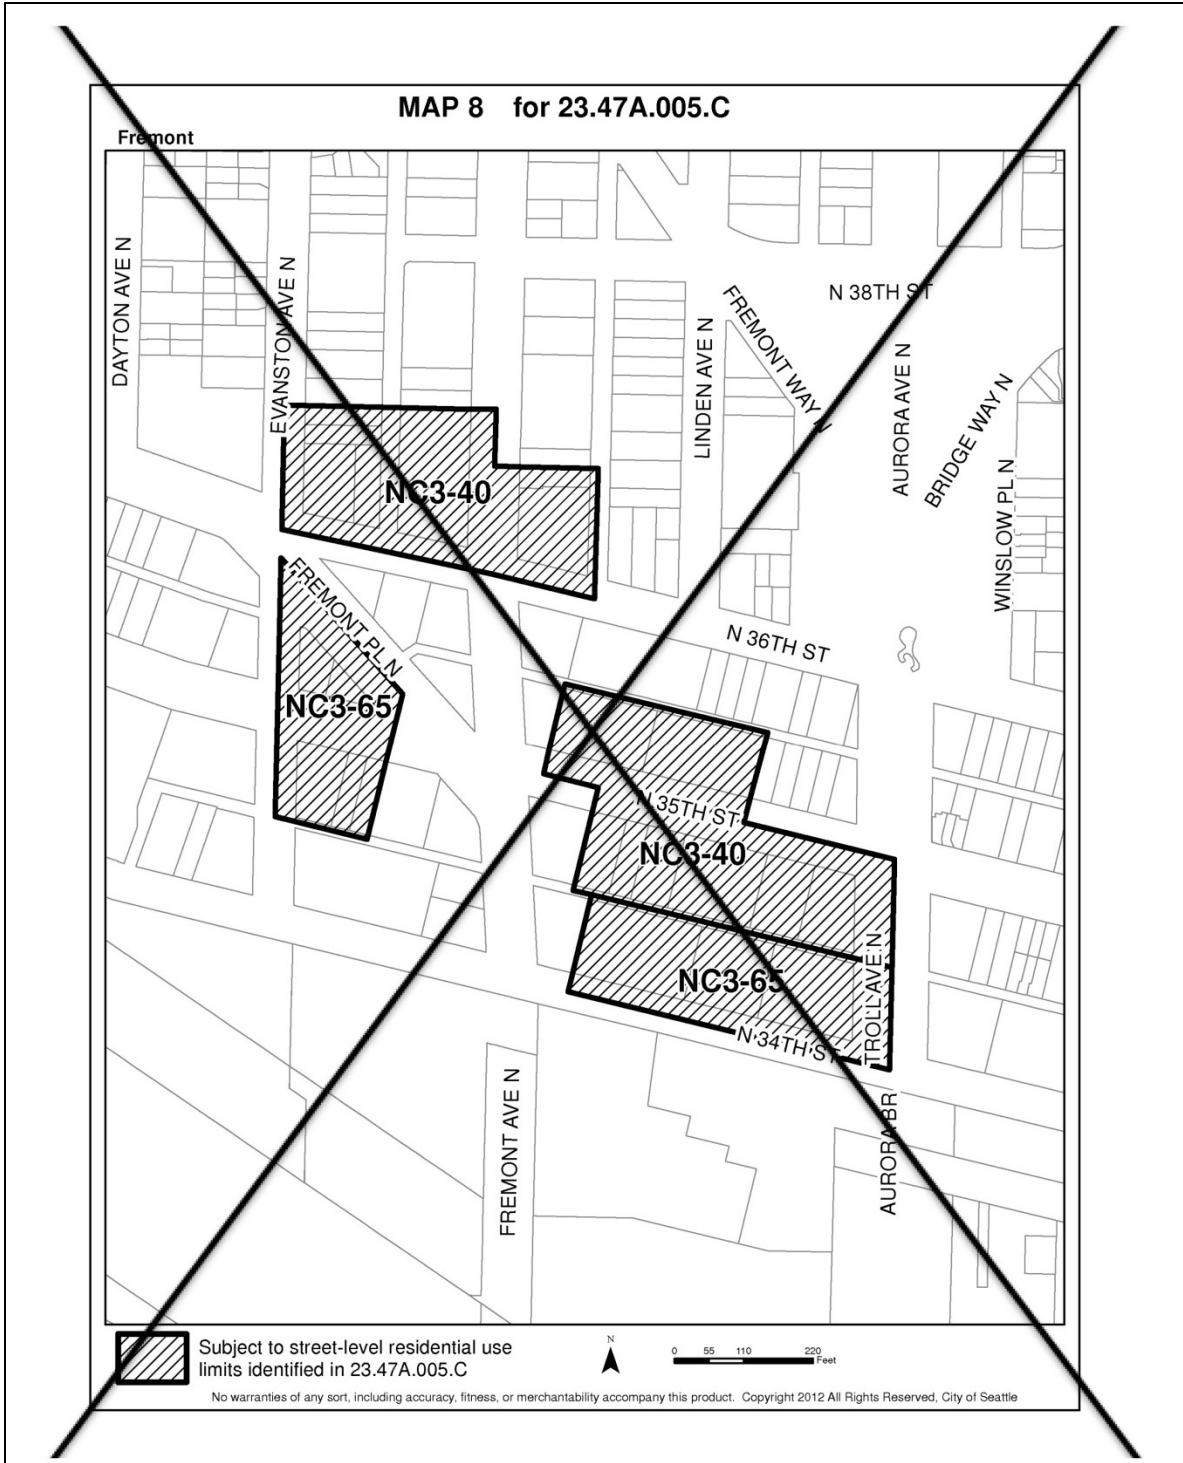 MAP 8 for 23.47A.005.C
Fremont
DAYTON AVE N
EVANSTON AVE N
N 38TH ST
FREMONT WAY N
LINDEN AVE N
AURORA AVE N
BRIDGE WAY N
WINSLOW PL N
NC3-40
FREMONT PL N
N 36TH ST
NC3-65
N 35TH ST
NC3-40
NC3-65
TROLL AVE N
N 34TH ST
FREMONT AVE N
AURORA BR
Subject to street-level residential use
limits identified in 23.47A.005.C
N
0 55 110 220
Feet
No warranties of any sort, including accuracy, fitness, or merchantability accompany this product. Copyright 2012 All Rights Reserved, City of Seattle